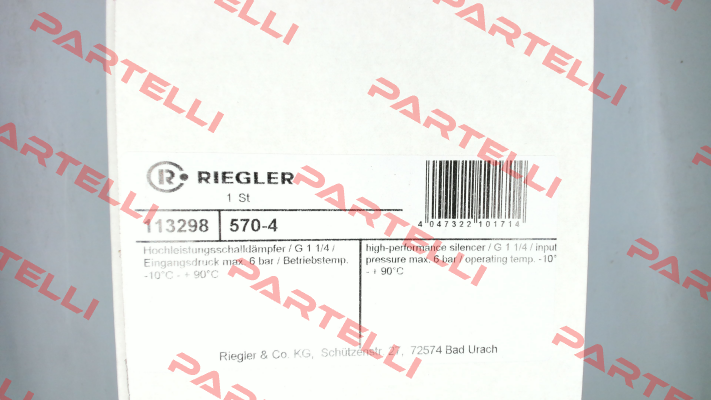 RIEGLER
1 St
113298 570-4
4 047322 101714
Hochleistungsschalldämpfer / G 1 1/4 /
Eingangsdruck max. 6 bar / Betriebstemp.
-10°C - + 90°C
high-performance silencer / G 1 1/4 / input
pressure max. 6 bar / operating temp. -10°
- + 90°C
Riegler & Co. KG, Schützenstr. 27, 72574 Bad Urach
PARTELLI
PARTELLI
PARTELLI
PARTELLI
PARTELLI
PARTELLI
PARTELLI
PARTELLI
PARTELLI
PARTELLI